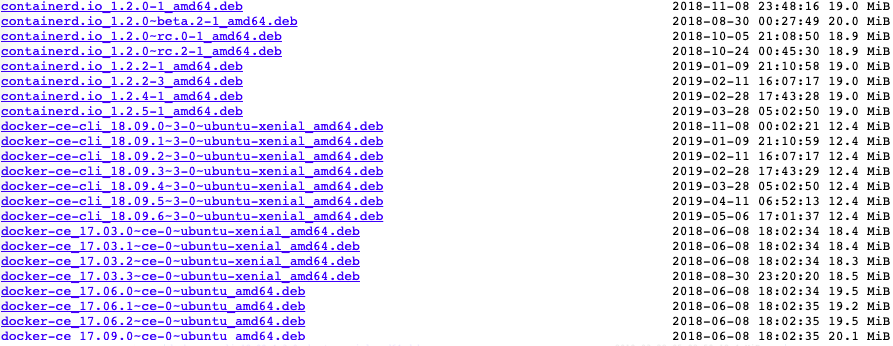 containerd.io_1.2.0-1_amd64.deb 2018-11-08 23:48:16 19.0 MiB
containerd.io_1.2.0~beta.2-1_amd64.deb 2018-08-30 00:27:49 20.0 MiB
containerd.io_1.2.0~rc.0-1_amd64.deb 2018-10-05 21:08:50 18.9 MiB
containerd.io_1.2.0~rc.2-1_amd64.deb 2018-10-24 00:45:30 18.9 MiB
containerd.io_1.2.2-1_amd64.deb 2019-01-09 21:10:58 19.0 MiB
containerd.io_1.2.2-3_amd64.deb 2019-02-11 16:07:17 19.0 MiB
containerd.io_1.2.4-1_amd64.deb 2019-02-28 17:43:28 19.0 MiB
containerd.io_1.2.5-1_amd64.deb 2019-03-28 05:02:50 19.0 MiB
docker-ce-cli_18.09.0~3-0~ubuntu-xenial_amd64.deb 2018-11-08 00:02:21 12.4 MiB
docker-ce-cli_18.09.1~3-0~ubuntu-xenial_amd64.deb 2019-01-09 21:10:59 12.4 MiB
docker-ce-cli_18.09.2~3-0~ubuntu-xenial_amd64.deb 2019-02-11 16:07:17 12.4 MiB
docker-ce-cli_18.09.3~3-0~ubuntu-xenial_amd64.deb 2019-02-28 17:43:29 12.4 MiB
docker-ce-cli_18.09.4~3-0~ubuntu-xenial_amd64.deb 2019-03-28 05:02:50 12.4 MiB
docker-ce-cli_18.09.5~3-0~ubuntu-xenial_amd64.deb 2019-04-11 06:52:13 12.4 MiB
docker-ce-cli_18.09.6~3-0~ubuntu-xenial_amd64.deb 2019-05-06 17:01:37 12.4 MiB
docker-ce_17.03.0~ce-0~ubuntu-xenial_amd64.deb 2018-06-08 18:02:34 18.4 MiB
docker-ce_17.03.1~ce-0~ubuntu-xenial_amd64.deb 2018-06-08 18:02:34 18.4 MiB
docker-ce_17.03.2~ce-0~ubuntu-xenial_amd64.deb 2018-06-08 18:02:34 18.3 MiB
docker-ce_17.03.3~ce-0~ubuntu-xenial_amd64.deb 2018-08-30 23:20:20 18.5 MiB
docker-ce_17.06.0~ce-0~ubuntu_amd64.deb 2018-06-08 18:02:34 19.5 MiB
docker-ce_17.06.1~ce-0~ubuntu_amd64.deb 2018-06-08 18:02:35 19.2 MiB
docker-ce_17.06.2~ce-0~ubuntu_amd64.deb 2018-06-08 18:02:35 19.5 MiB
docker-ce_17.09.0~ce-0~ubuntu_amd64.deb 2018-06-08 18:02:35 20.1 MiB